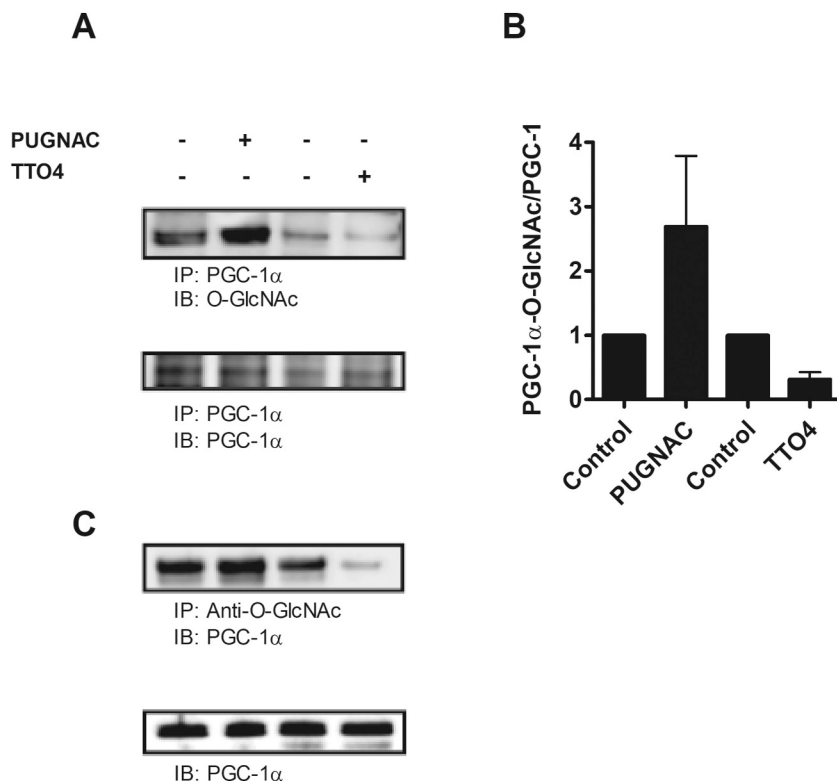 A
PUGNAC - + - -
TTO4 - - - +
IP: PGC-1α
IB: O-GlcNAc
IP: PGC-1α
IB: PGC-1α
B
PGC-1α-O-GlcNAc/PGC-1
4
3
2
1
0
Control PUGNAC Control TTO4
C
IP: Anti-O-GlcNAc
IB: PGC-1α
IB: PGC-1α